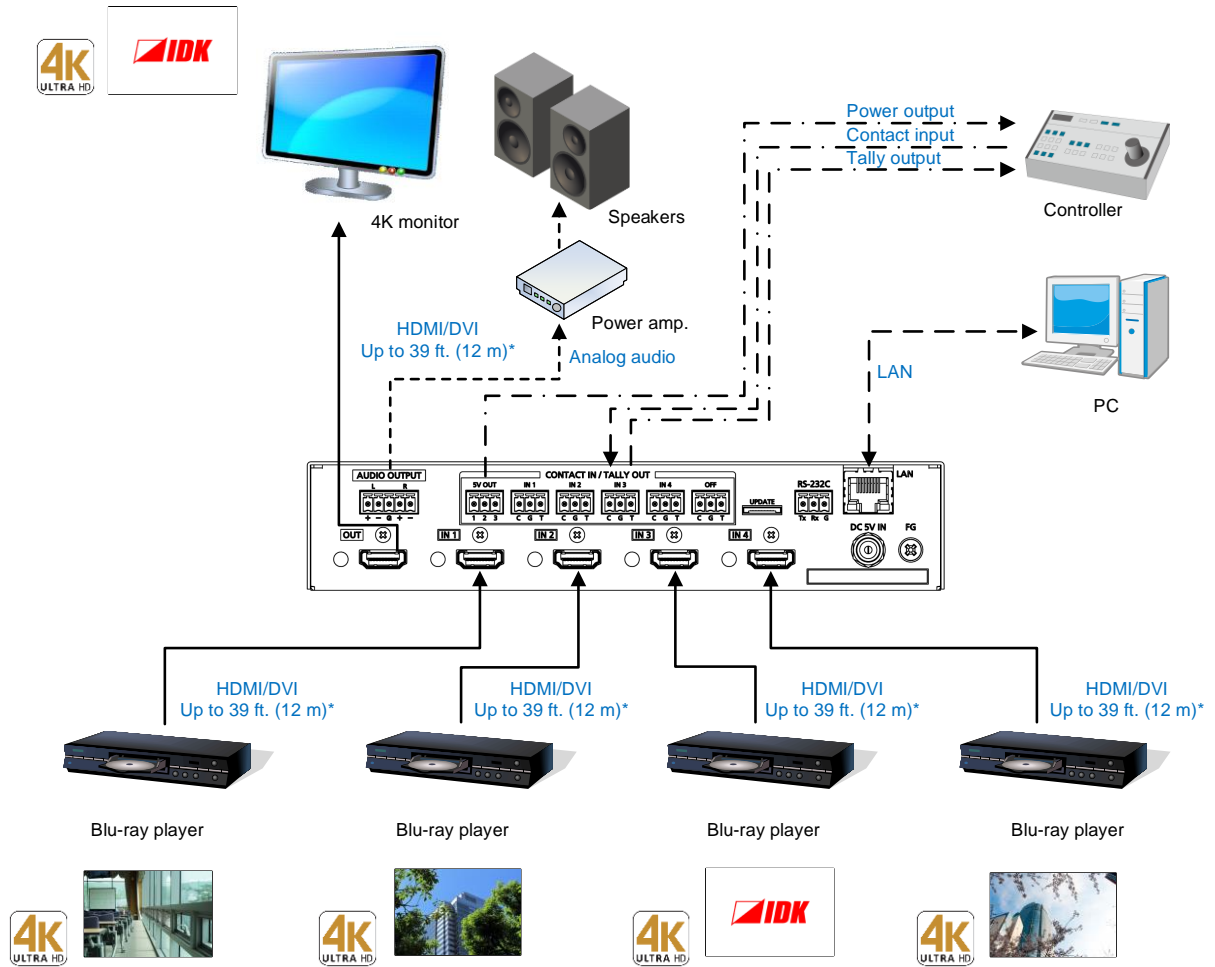 4K
ULTRA HD
IDK
4K monitor
Speakers
Power output
Contact input
Tally output
Controller
Power amp.
HDMI/DVI
Up to 39 ft. (12 m)*
Analog audio
LAN
PC
AUDIO OUTPUT
L R
+ − G + −
CONTACT IN / TALLY OUT
5V OUT
1 2 3
IN 1
C G T
IN 2
C G T
IN 3
C G T
IN 4
C G T
OFF
C G T
UPDATE
RS-232C
Tx Rx G
LAN
DC 5V IN
FG
OUT
IN 1
IN 2
IN 3
IN 4
HDMI/DVI
Up to 39 ft. (12 m)*
HDMI/DVI
Up to 39 ft. (12 m)*
HDMI/DVI
Up to 39 ft. (12 m)*
HDMI/DVI
Up to 39 ft. (12 m)*
Blu-ray player
Blu-ray player
Blu-ray player
Blu-ray player
4K
ULTRA HD
4K
ULTRA HD
4K
ULTRA HD
IDK
4K
ULTRA HD